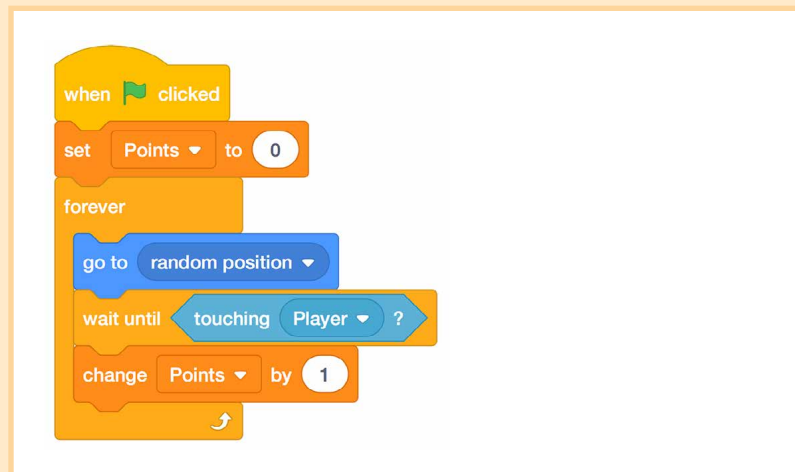 when clicked
set Points to 0
forever
go to random position
wait until touching Player ?
change Points by 1